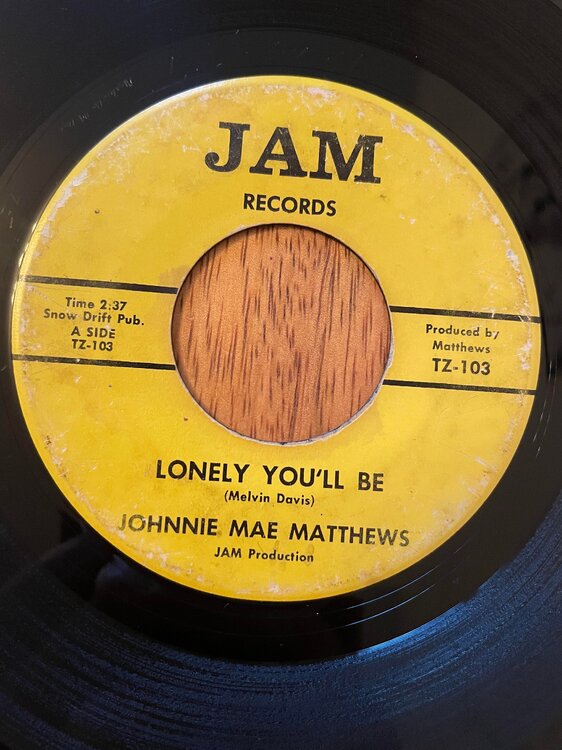 JAM
RECORDS
Time 2:37
Snow Drift Pub.
A SIDE
TZ-103
Produced by
Matthews
TZ-103
LONELY YOU'LL BE
(Melvin Davis)
JOHNNIE MAE MATTHEWS
JAM Production